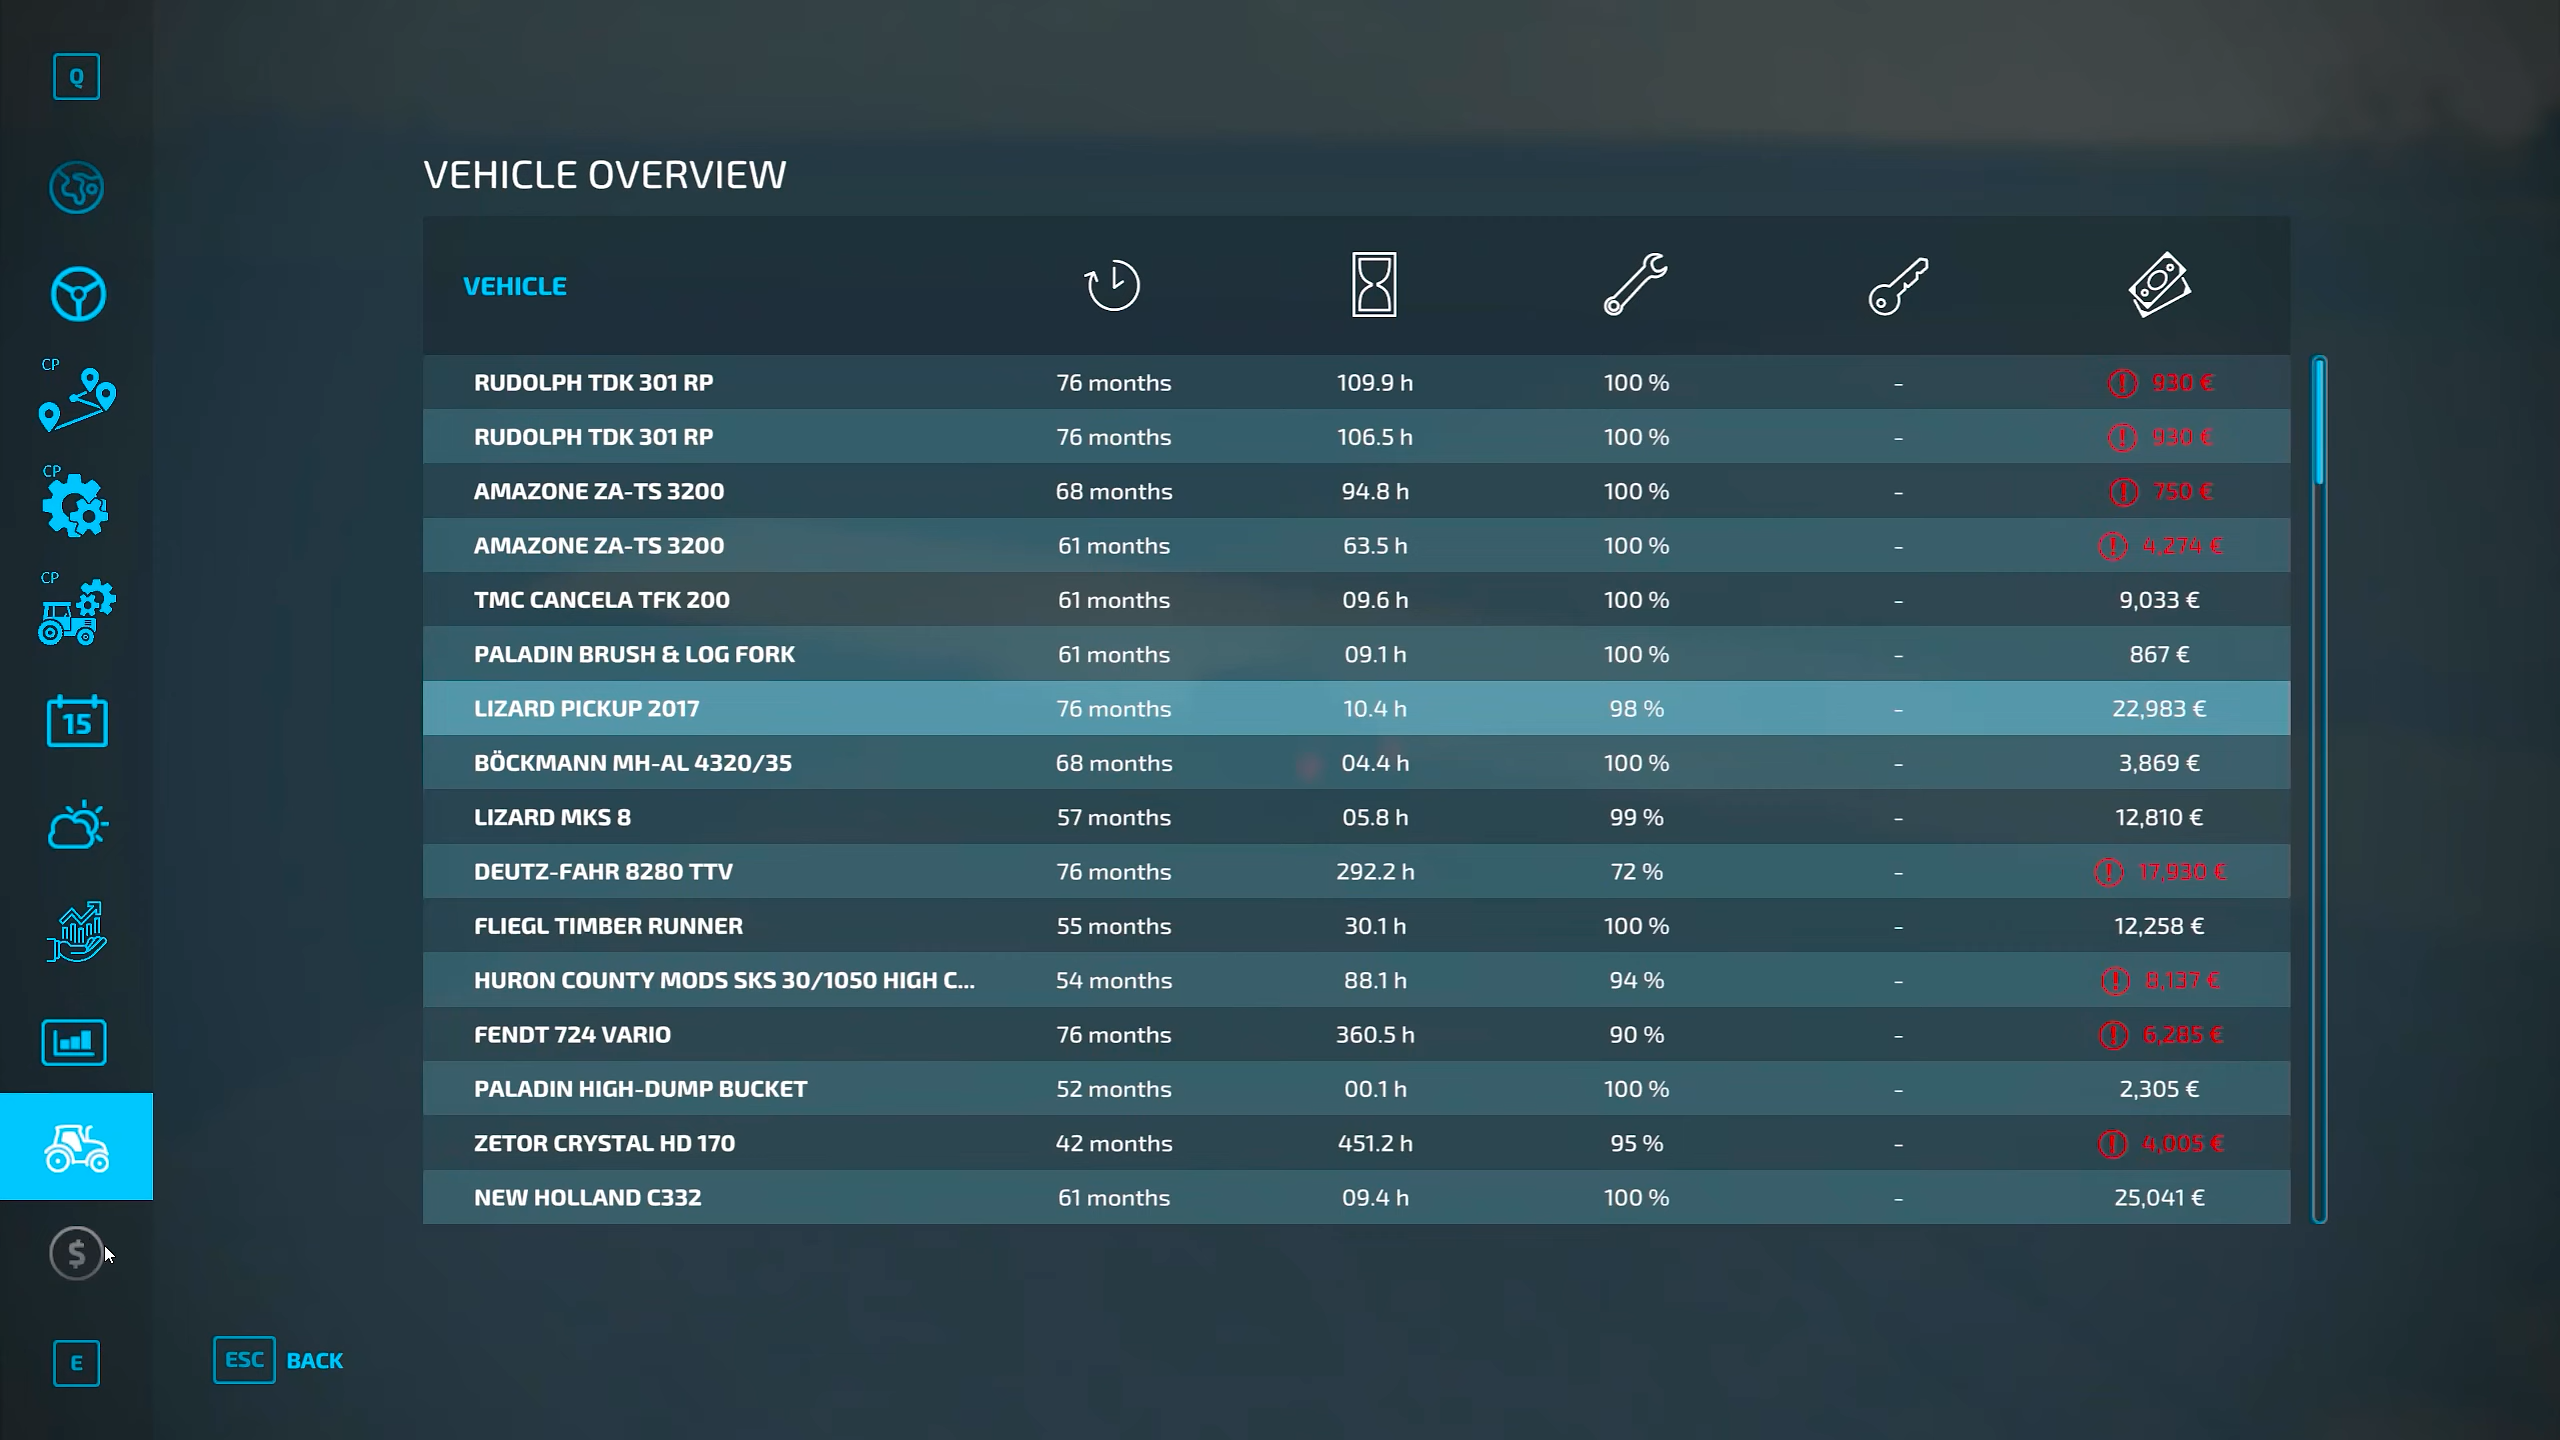 Q
CP
CP
CP
15
$
E
VEHICLE OVERVIEW
VEHICLE
RUDOLPH TDK 301 RP 76 months 109.9 h 100 % - 930 €
RUDOLPH TDK 301 RP 76 months 106.5 h 100 % - 930 €
AMAZONE ZA-TS 3200 68 months 94.8 h 100 % - 750 €
AMAZONE ZA-TS 3200 61 months 63.5 h 100 % - 4,274 €
TMC CANCELA TFK 200 61 months 09.6 h 100 % - 9,033 €
PALADIN BRUSH & LOG FORK 61 months 09.1 h 100 % - 867 €
LIZARD PICKUP 2017 76 months 10.4 h 98 % - 22,983 €
BÖCKMANN MH-AL 4320/35 68 months 04.4 h 100 % - 3,869 €
LIZARD MKS 8 57 months 05.8 h 99 % - 12,810 €
DEUTZ-FAHR 8280 TTV 76 months 292.2 h 72 % - 17,930 €
FLIEGL TIMBER RUNNER 55 months 30.1 h 100 % - 12,258 €
HURON COUNTY MODS SKS 30/1050 HIGH C... 54 months 88.1 h 94 % - 8,137 €
FENDT 724 VARIO 76 months 360.5 h 90 % - 6,285 €
PALADIN HIGH-DUMP BUCKET 52 months 00.1 h 100 % - 2,305 €
ZETOR CRYSTAL HD 170 42 months 451.2 h 95 % - 4,005 €
NEW HOLLAND C332 61 months 09.4 h 100 % - 25,041 €
ESC BACK